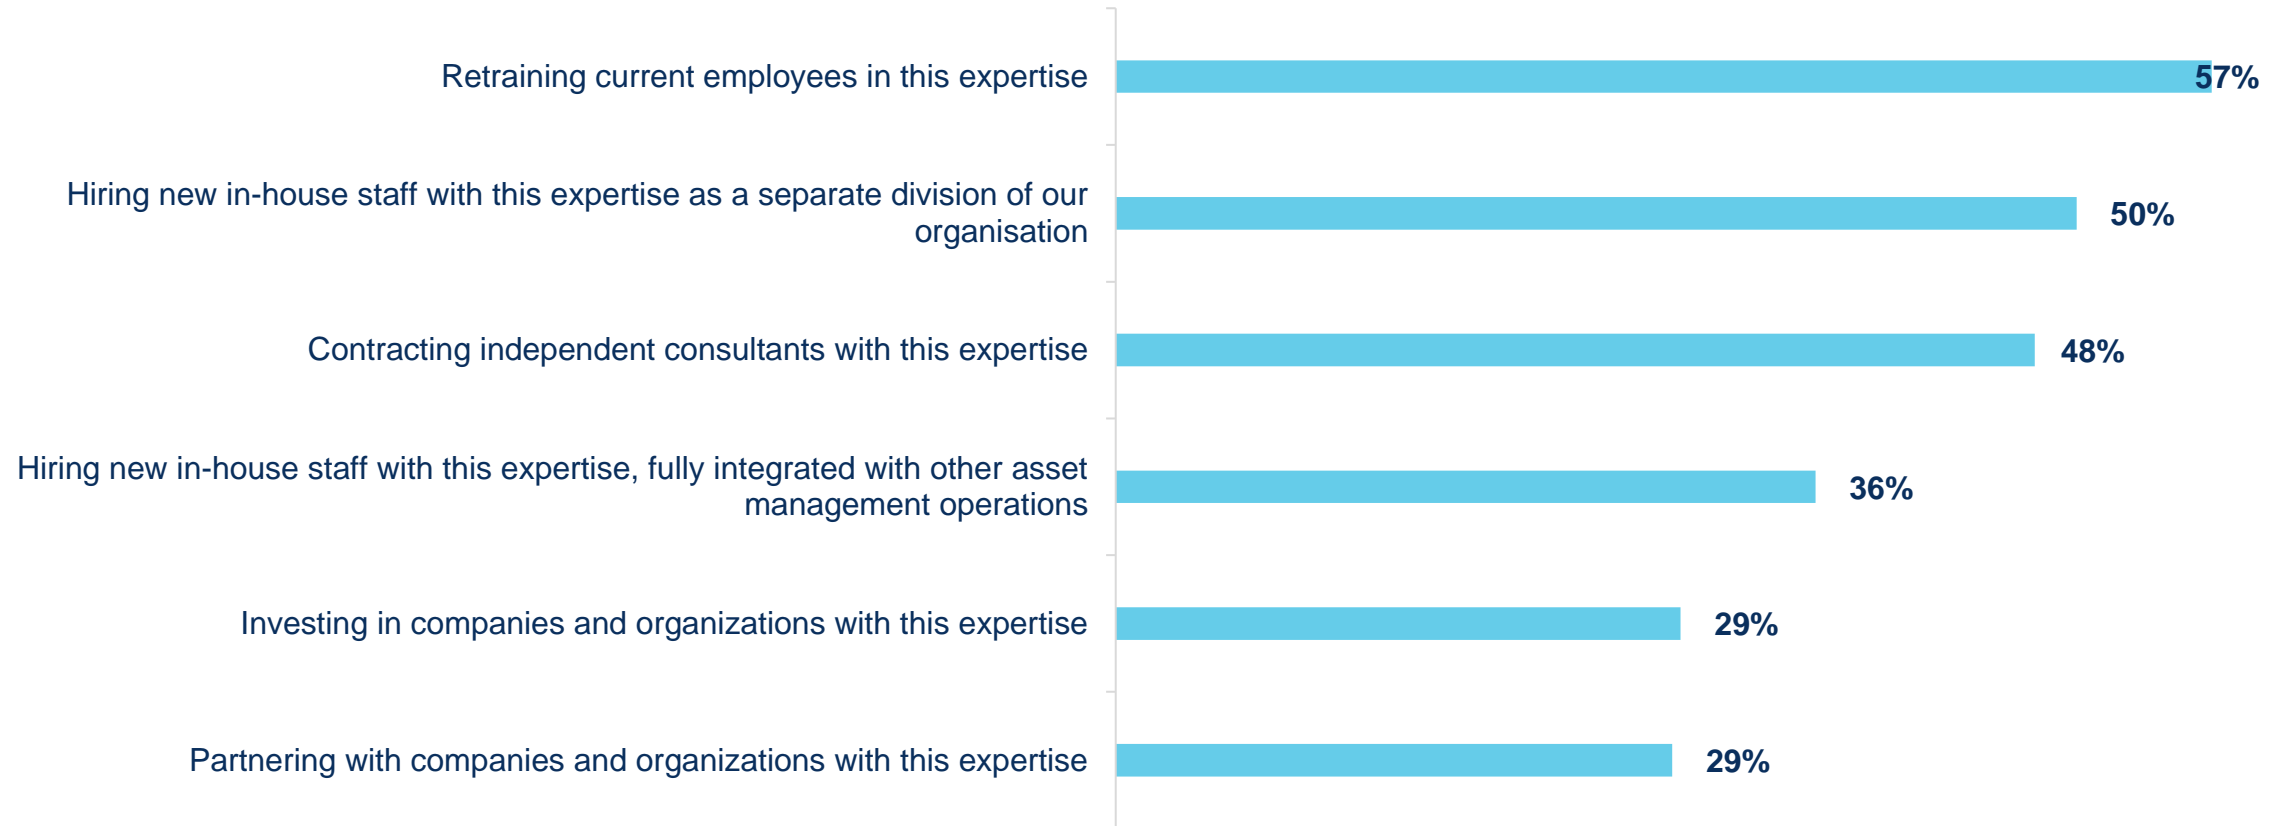 Retraining current employees in this expertise
57%
Hiring new in-house staff with this expertise as a separate division of our
organisation
50%
Contracting independent consultants with this expertise
48%
Hiring new in-house staff with this expertise, fully integrated with other asset
management operations
36%
Investing in companies and organizations with this expertise
29%
Partnering with companies and organizations with this expertise
29%